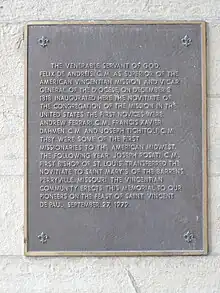 THE VENERABLE SERVANT OF GOD,
FELIX DE ANDREIS, C.M. AS SUPERIOR OF THE
AMERICAN VINCENTIAN MISSION AND VICAR
GENERAL OF THE DIOCESE, ON DECEMBER 3,
1818 INAUGURATED HERE THE NOVITIATE OF
THE CONGREGATION OF THE MISSION IN THE
UNITED STATES. THE FIRST NOVICES WERE
ANDREW FERRARI C.M. FRANCIS XAVIER
DAHMEN C.M. AND JOSEPH TICHITOLI C.M.
THEY WERE SOME OF THE FIRST
MISSIONARIES TO THE AMERICAN MIDWEST.
THE FOLLOWING YEAR, JOSEPH ROSATI, C.M.
FIRST BISHOP OF ST. LOUIS TRANSFERRED THE
NOVITIATE TO SAINT MARY'S OF THE BARRENS
PERRYVILLE, MISSOURI. THE VINCENTIAN
COMMUNITY ERECTS THIS MEMORIAL TO OUR
PIONEERS ON THE FEAST OF SAINT VINCENT
DE PAUL, SEPTEMBER 27,